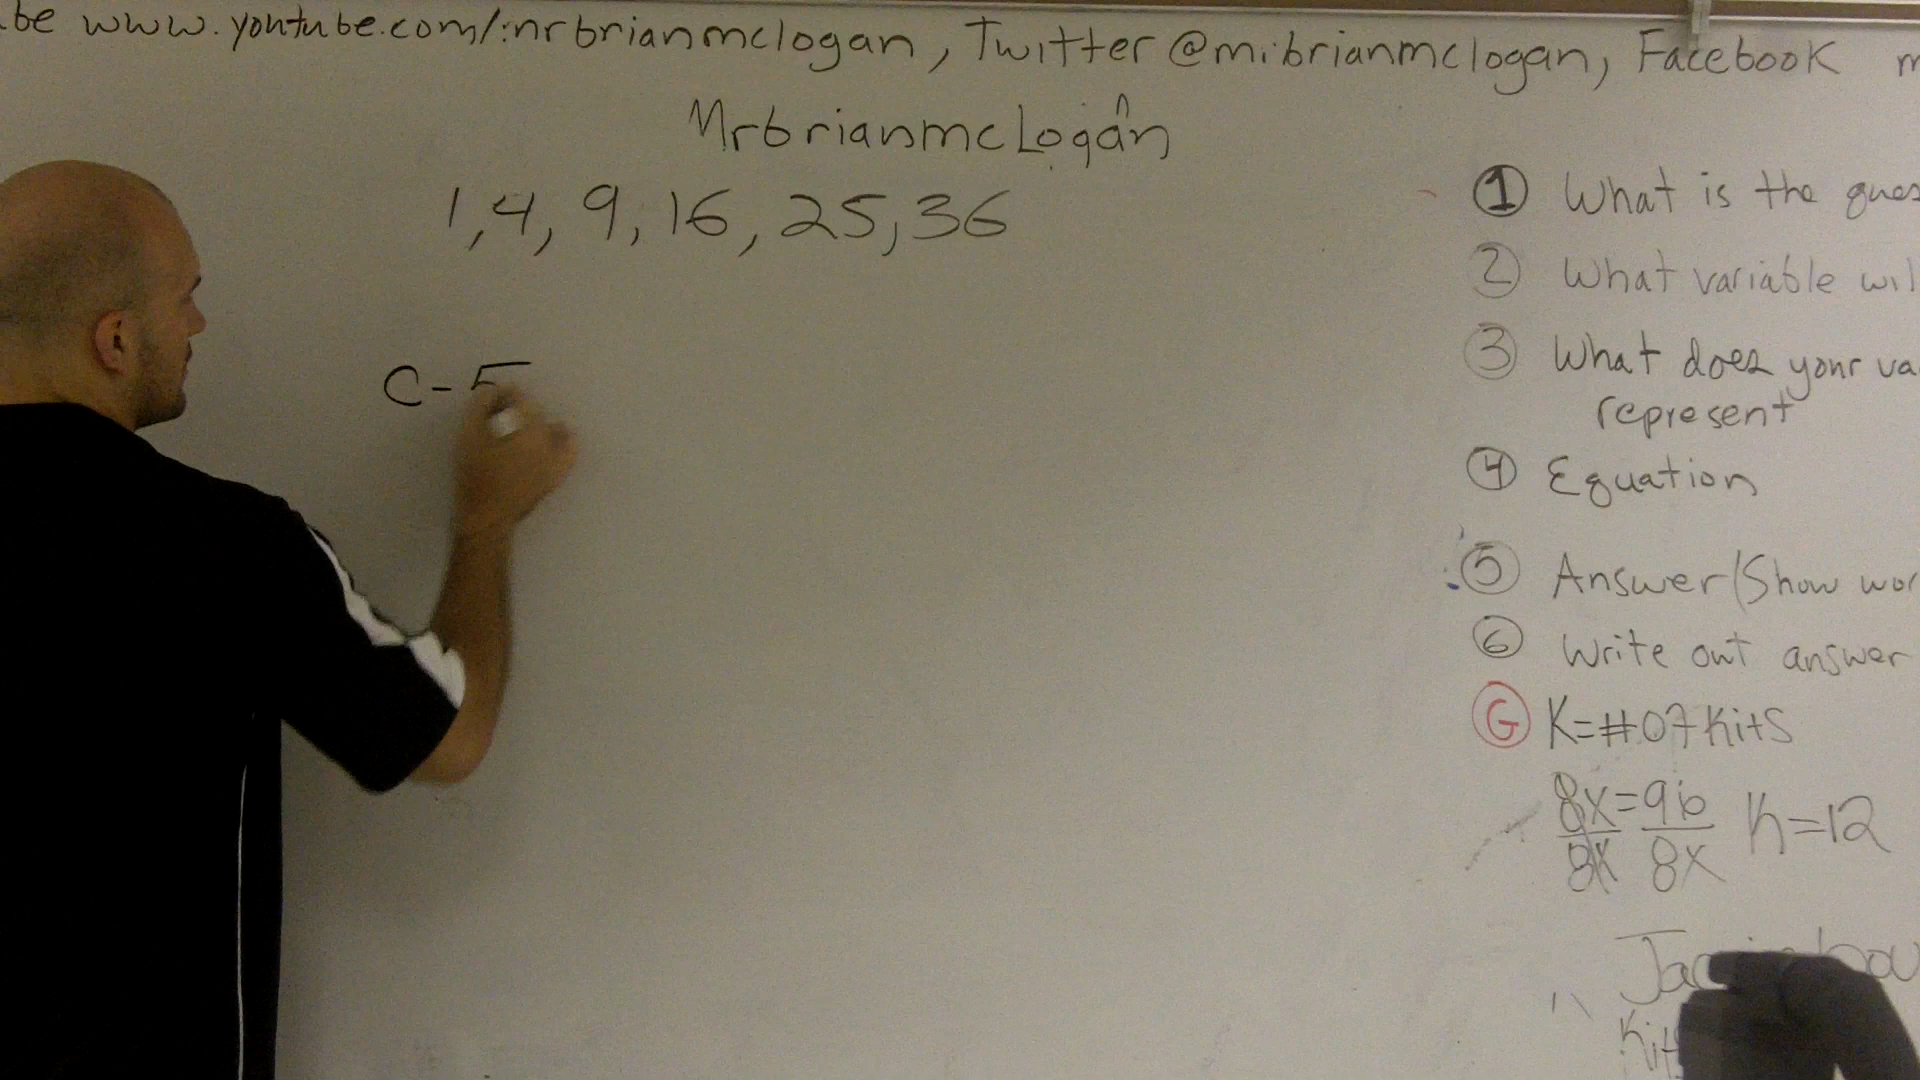 be www.youtube.com/mrbrianmclogan, Twitter @mrbrianmclogan, Facebook m
MrbrianmcLogan
1, 4, 9, 16, 25, 36
C-5
① What is the ques
② What variable wil
③ What does your va
represent
④ Equation
⑤ Answer/Show wor
⑥ Write out answer
G K=#of Kits
8x=96 K=12
8x 8x